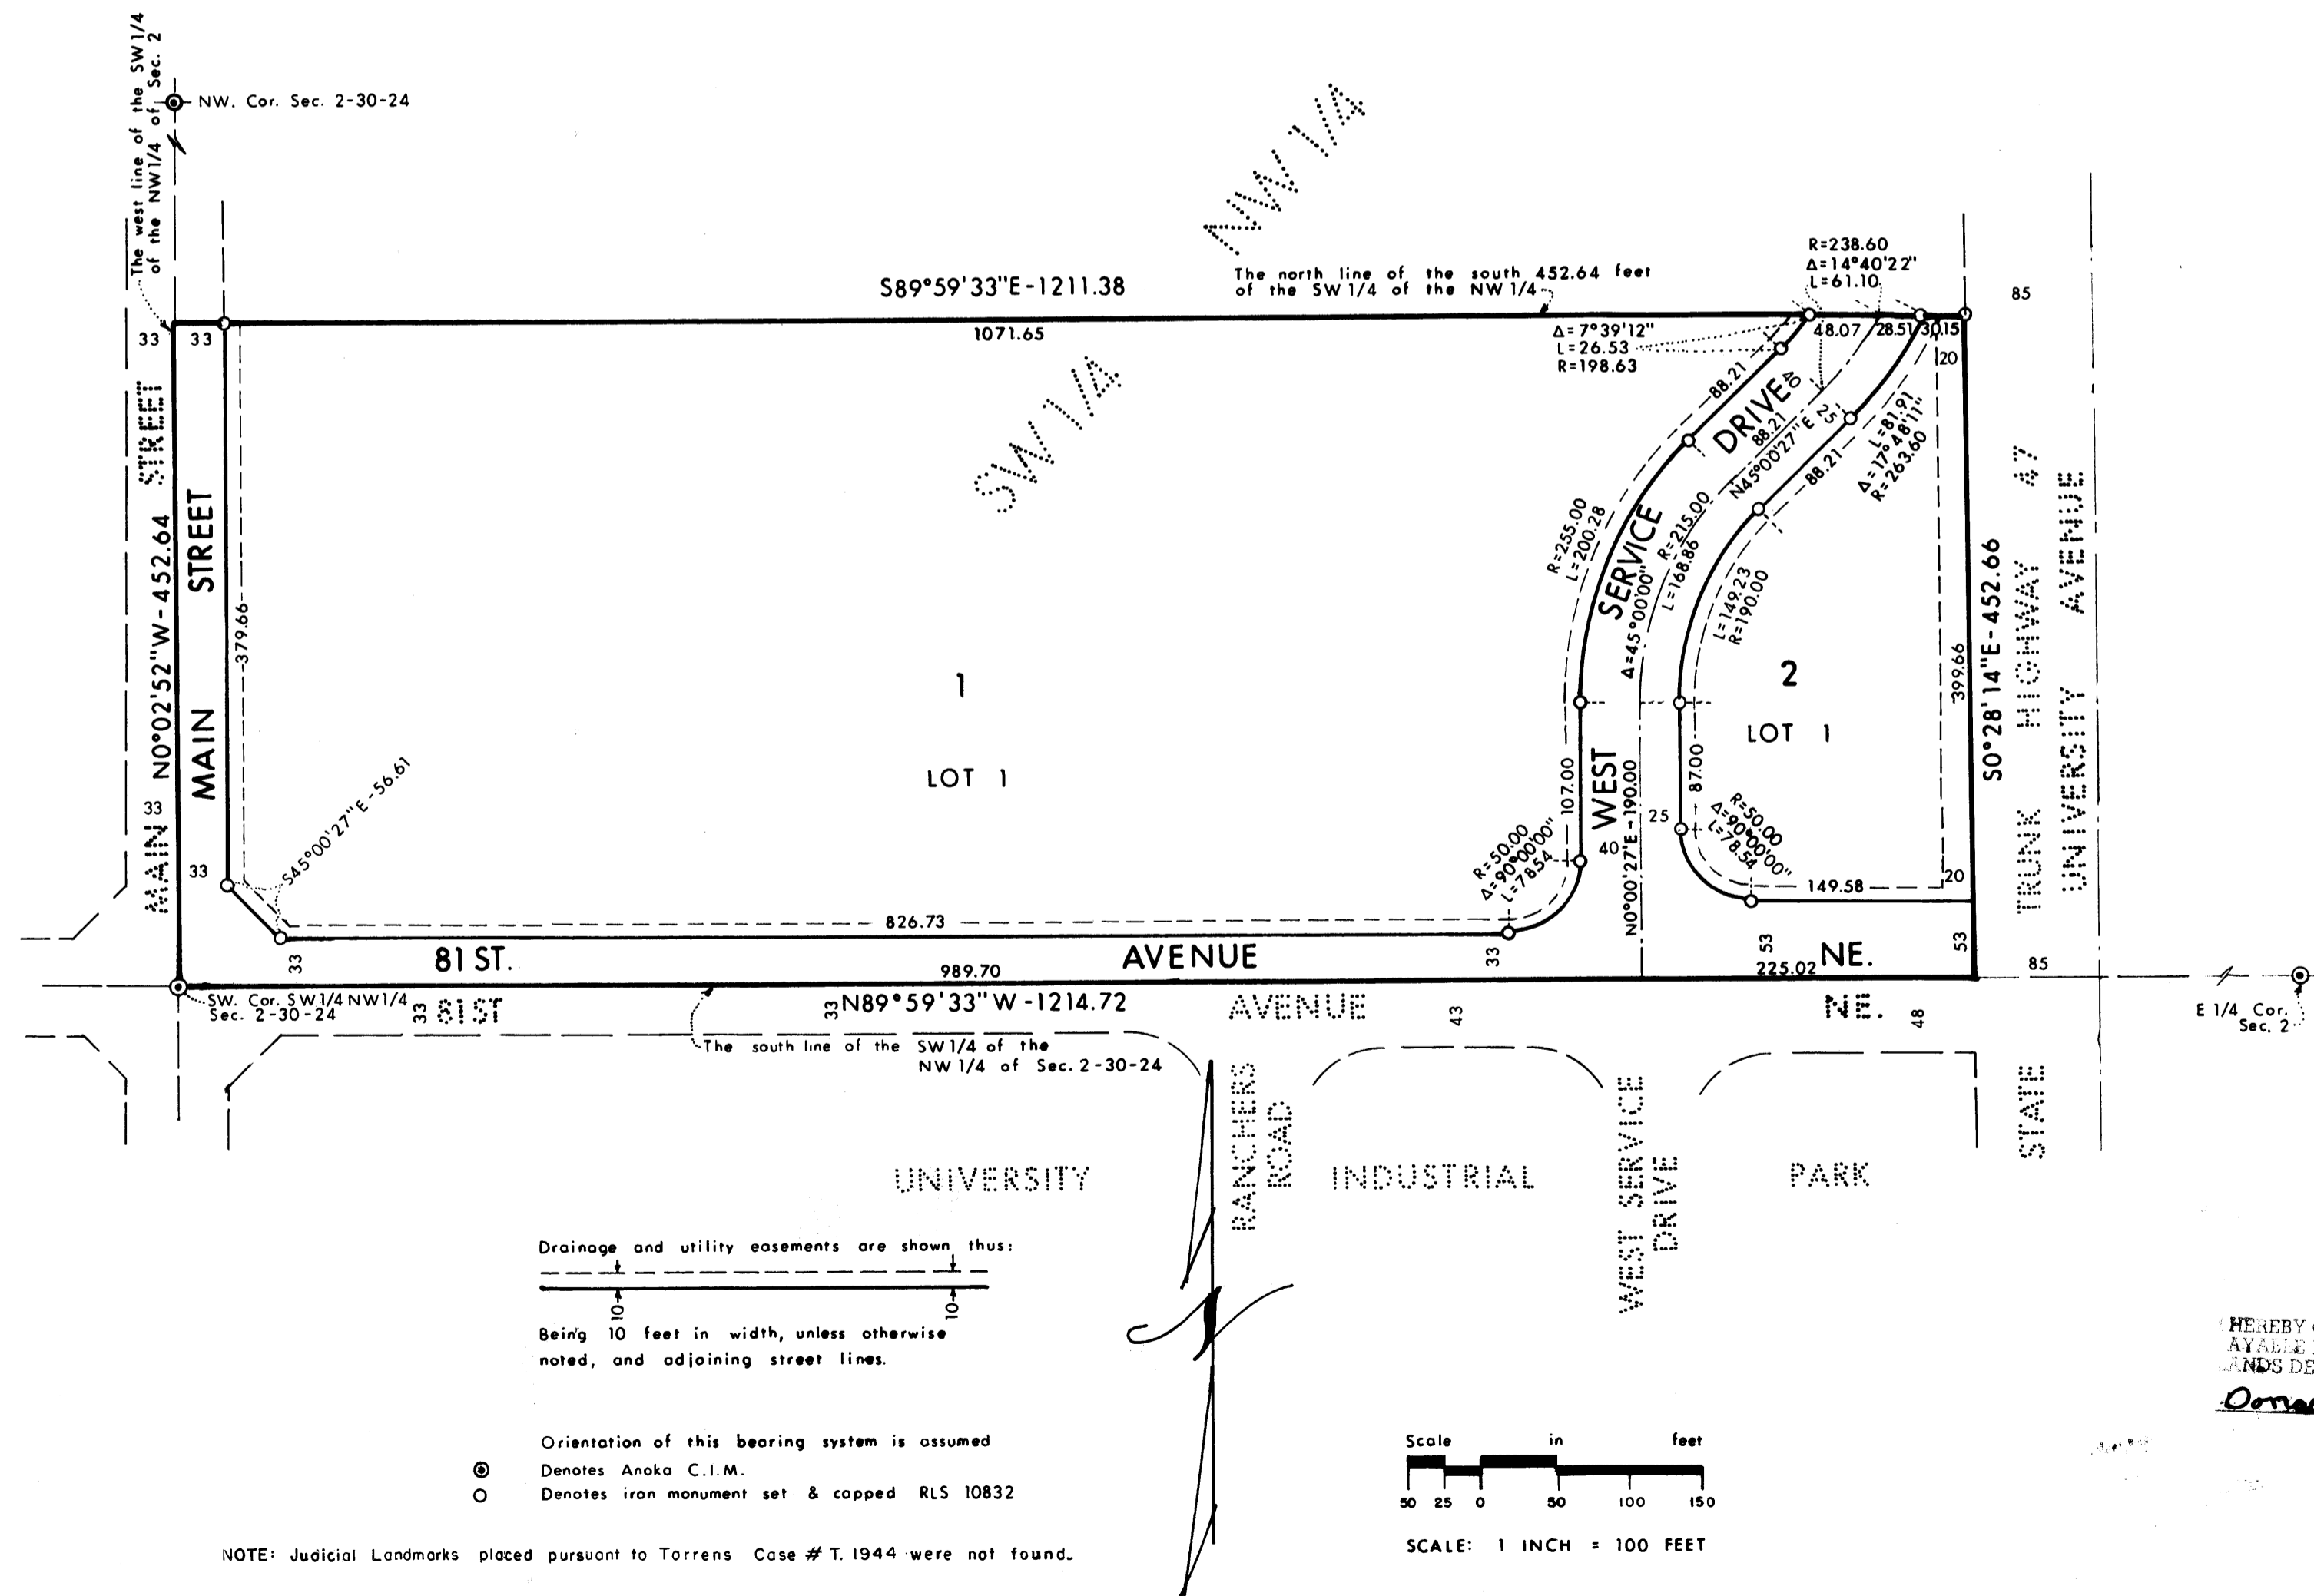 The west line of the SW 1/4
of the NW 1/4 of Sec. 2
NW. Cor. Sec. 2-30-24
NW 1/4
S89°59'33"E-1211.38
The north line of the south 452.64 feet
of the SW 1/4 of the NW 1/4
R=238.60
Δ=14°40'22"
L=61.10
85
33
33
1071.65
Δ=7°39'12"
L=26.53
R=198.63
48.07
28.51
30.15
20
SW 1/4
88.21
40
25
L=81.91
Δ=17°48'11"
R=263.60
88.21
N45°00'27"E
88.21
WEST SERVICE DRIVE
R=255.00
L=200.28
R=215.00
L=168.86
Δ=45°00'00"
L=149.23
R=190.00
MAIN STREET
N0°02'52"W-452.64
MAIN STREET
379.66
33
33
S45°00'27"E-56.61
1
LOT 1
2
LOT 1
399.66
S0°28'14"E-452.66
TRUNK HIGHWAY 47
UNIVERSITY AVENUE
STATE
107.00
N0°00'27"E-190.00
87.00
40
25
R=50.00
Δ=90°00'00"
L=78.54
R=50.00
Δ=90°00'00"
L=78.54
149.58
20
826.73
33
81 ST. AVENUE NE.
33
53
53
989.70
225.02
85
SW. Cor. SW 1/4 NW 1/4
Sec. 2-30-24
N89°59'33"W-1214.72
33
81ST AVENUE NE.
33
43
48
E 1/4 Cor.
Sec. 2
The south line of the SW 1/4 of the
NW 1/4 of Sec. 2-30-24
RANCHERS
ROAD
WEST SERVICE
DRIVE
UNIVERSITY INDUSTRIAL PARK
N
Drainage and utility easements are shown thus:
10
10
Being 10 feet in width, unless otherwise
noted, and adjoining street lines.
HEREBY
AYABLE
ANDS DE
Orientation of this bearing system is assumed
Denotes Anoka C.I.M.
Denotes iron monument set & capped RLS 10832
Scale in feet
50 25 0 50 100 150
SCALE: 1 INCH = 100 FEET
NOTE: Judicial Landmarks placed pursuant to Torrens Case # T. 1944 were not found.